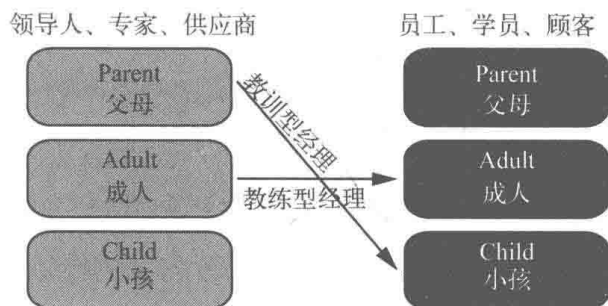 领导人、专家、供应商
员工、学员、顾客
Parent
父母
Parent
父母
教训型经理
Adult
成人
教练型经理
Adult
成人
Child
小孩
Child
小孩